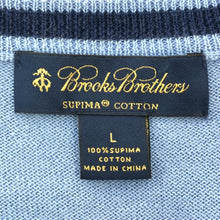 Brooks Brothers
SUPIMA® COTTON
L
100% SUPIMA
COTTON
MADE IN CHINA